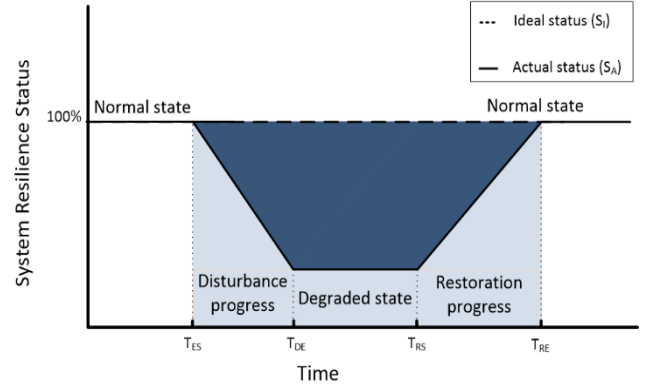 Ideal status (S_I)
Actual status (S_A)
System Resilience Status
Normal state
Normal state
100%
Disturbance
progress
Degraded state
Restoration
progress
T_ES
T_DE
T_RS
T_RE
Time